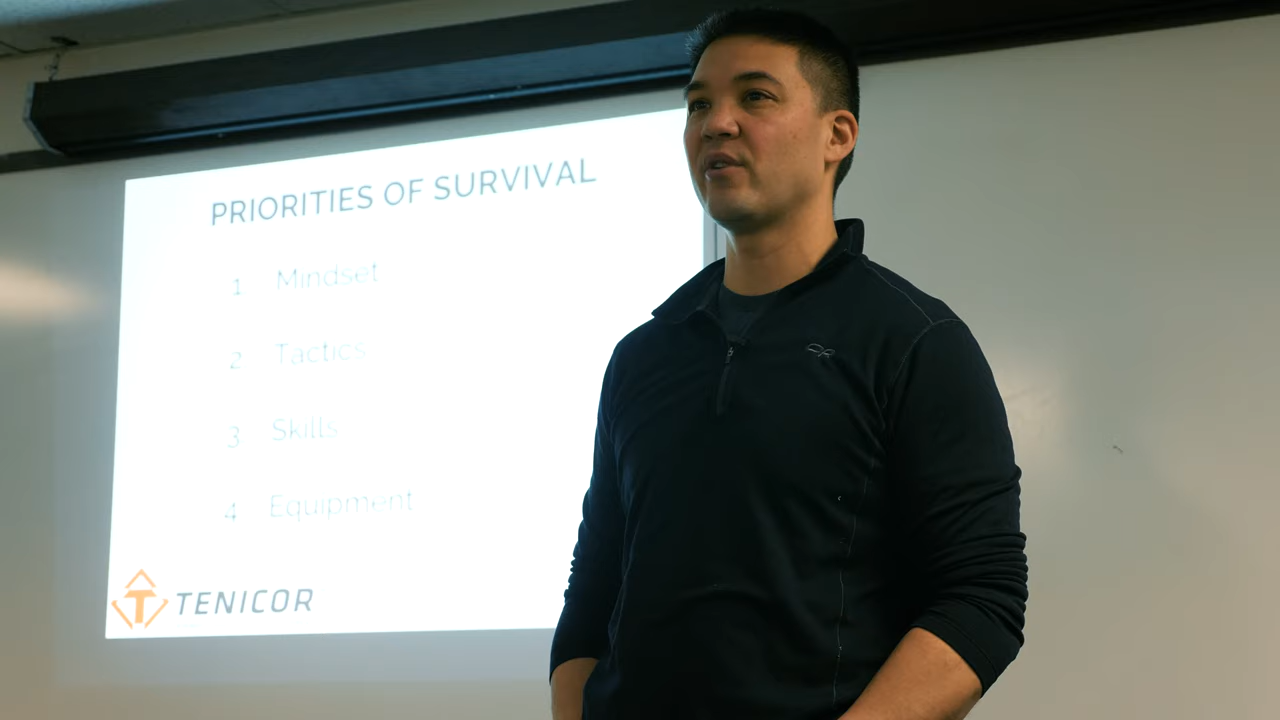 PRIORITIES OF SURVIVAL
1 Mindset
2 Tactics
3 Skills
4 Equipment
TENICOR